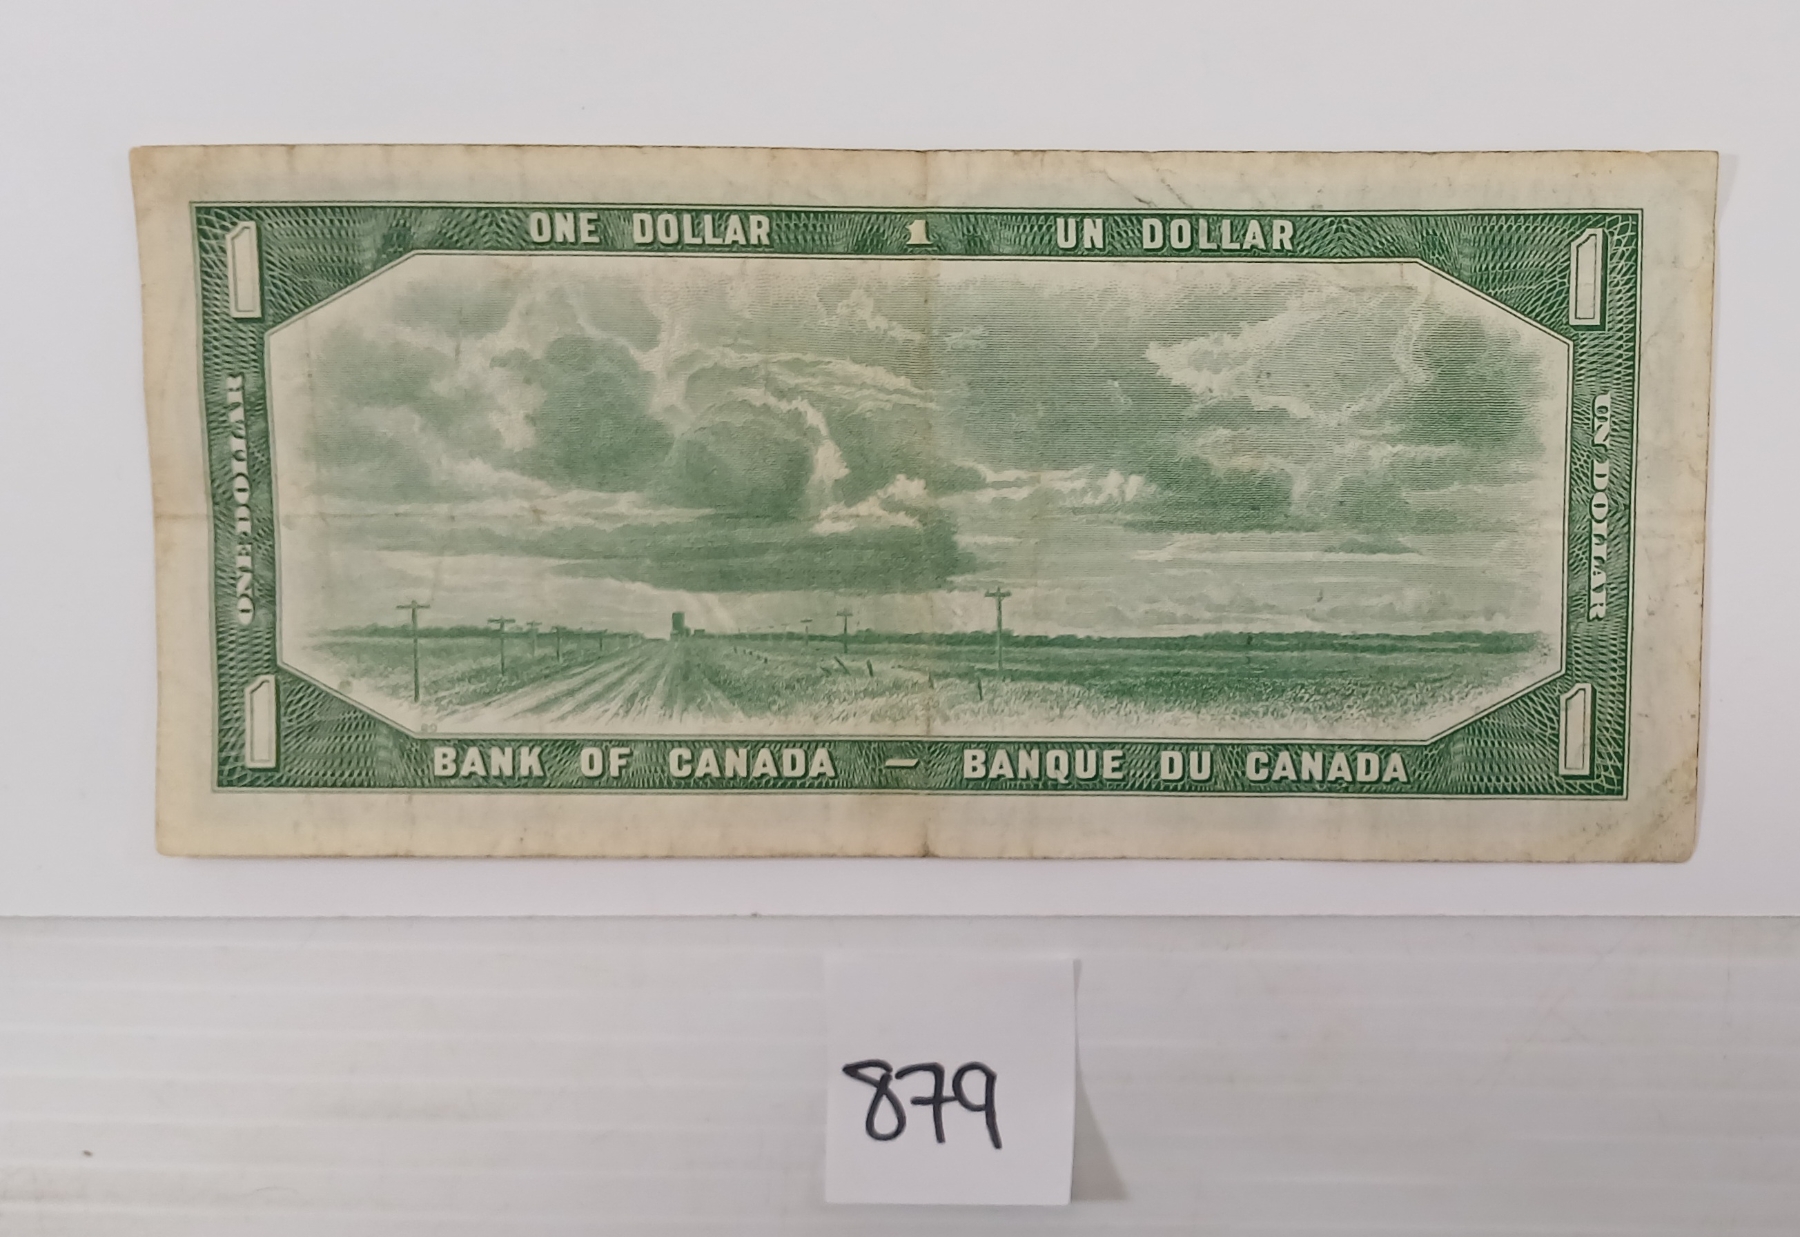 ONE DOLLAR 1 UN DOLLAR
1
1
ONE DOLLAR
UN DOLLAR
1
1
BANK OF CANADA – BANQUE DU CANADA
879